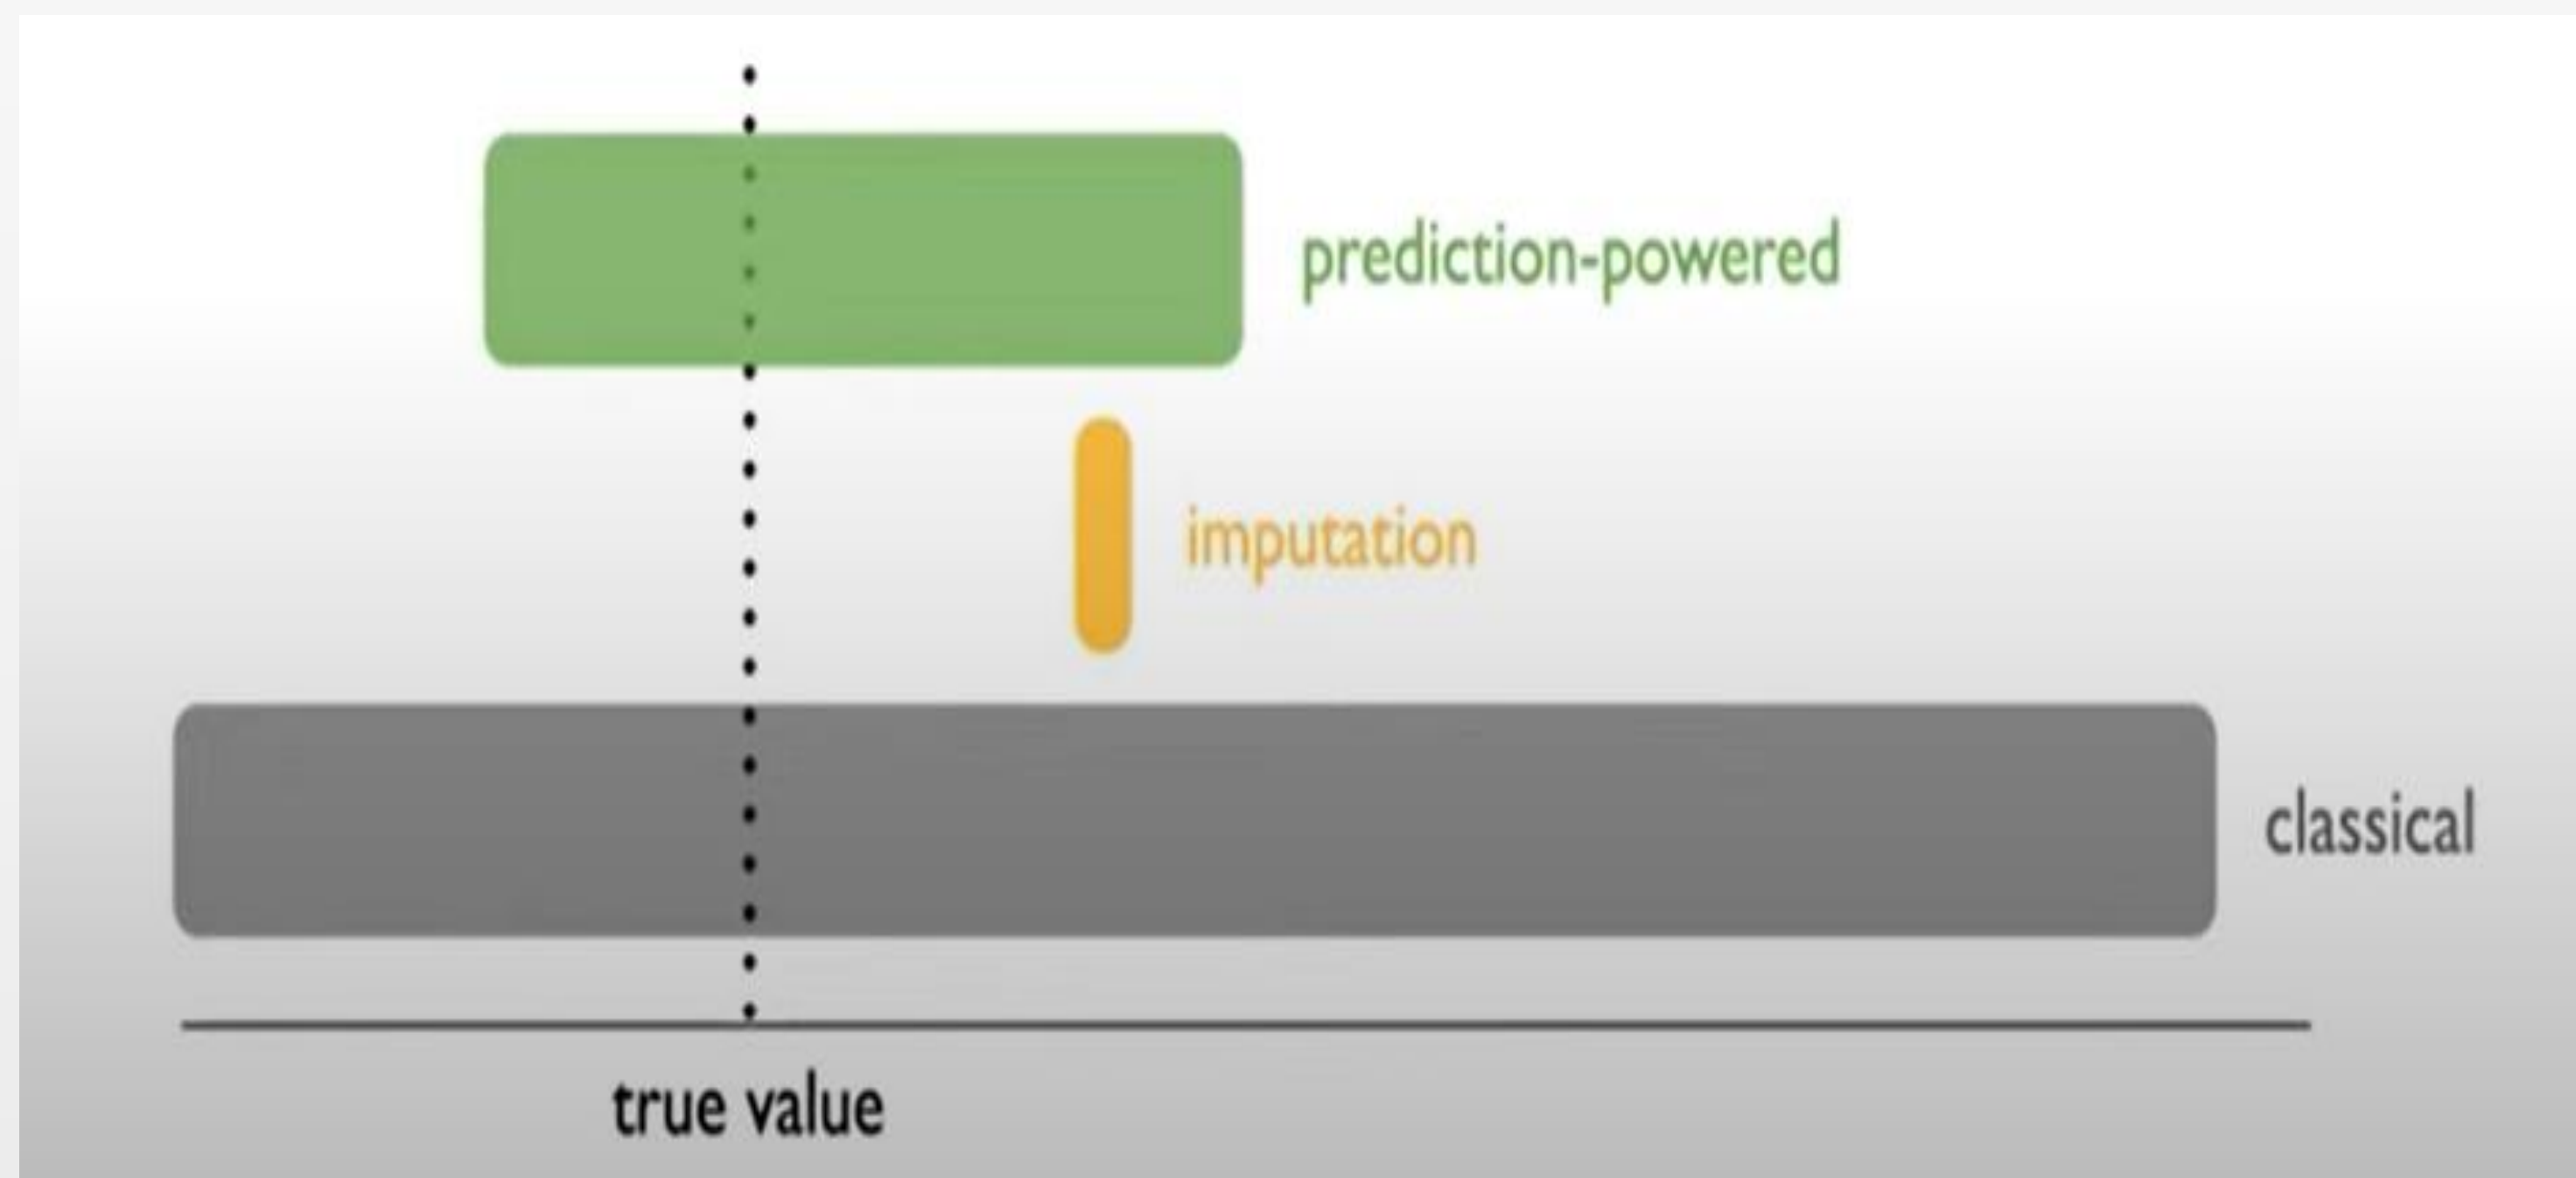 prediction-powered
imputation
classical
true value